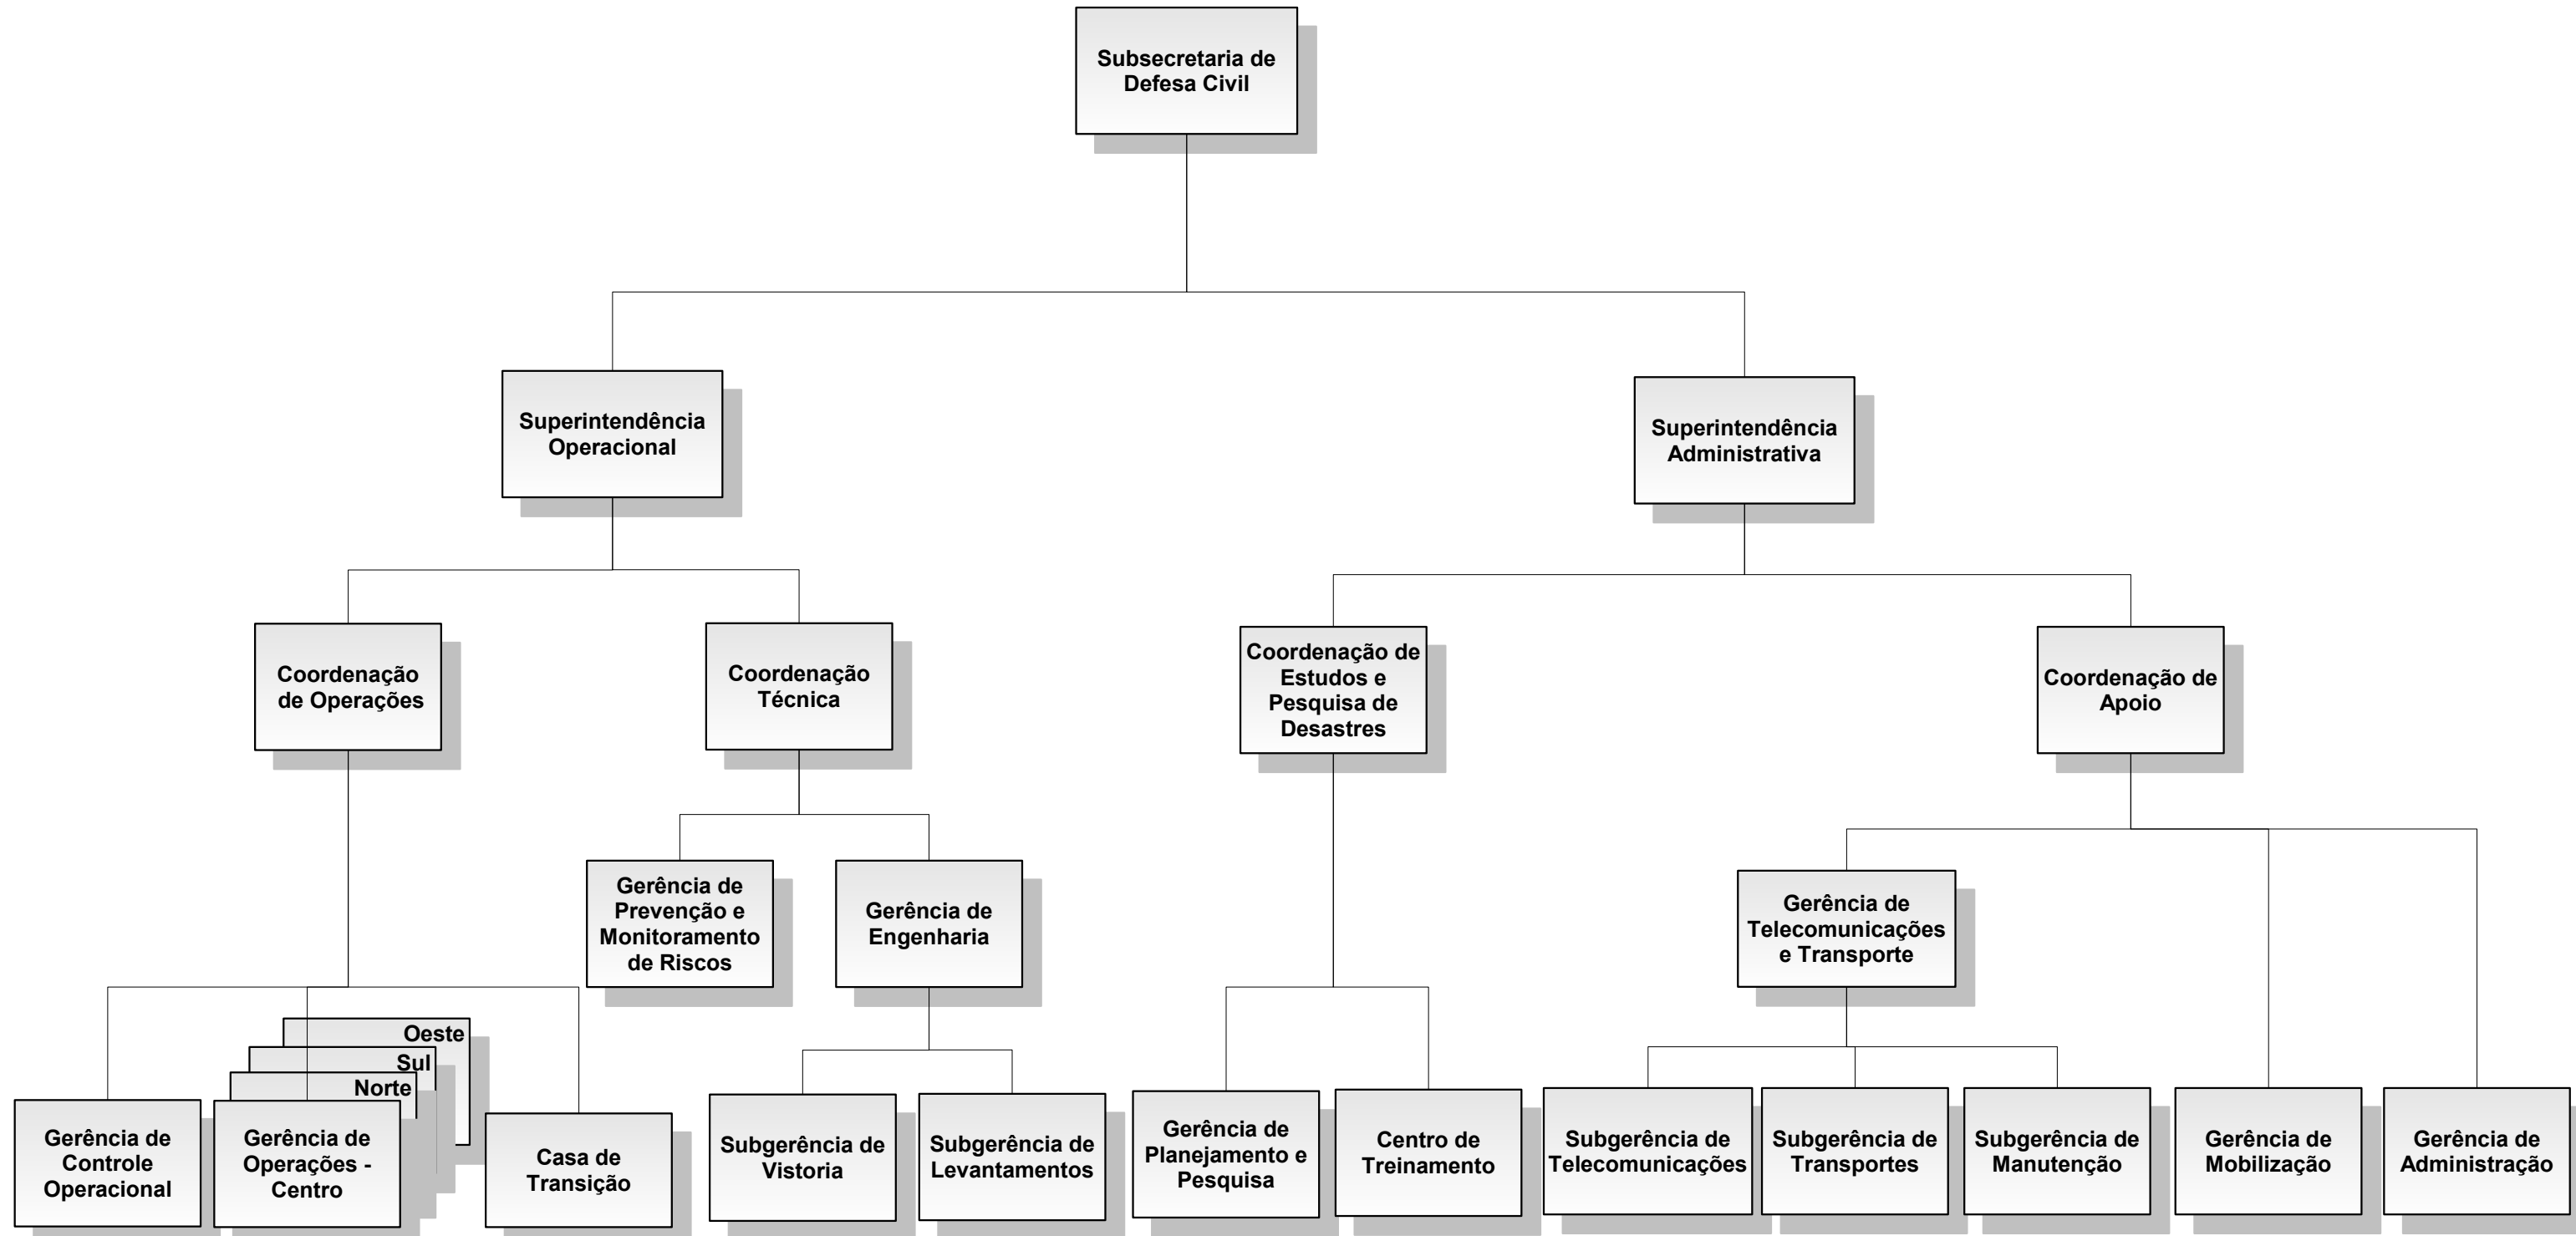 Subsecretaria de
Defesa Civil
Superintendência
Operacional
Superintendência
Administrativa
Coordenação
de Operações
Coordenação
Técnica
Coordenação de
Estudos e
Pesquisa de
Desastres
Coordenação de
Apoio
Gerência de
Prevenção e
Monitoramento
de Riscos
Gerência de
Engenharia
Gerência de
Telecomunicações
e Transporte
Oeste
Sul
Norte
Gerência de
Controle
Operacional
Gerência de
Operações -
Centro
Casa de
Transição
Subgerência de
Vistoria
Subgerência de
Levantamentos
Gerência de
Planejamento e
Pesquisa
Centro de
Treinamento
Subgerência de
Telecomunicações
Subgerência de
Transportes
Subgerência de
Manutenção
Gerência de
Mobilização
Gerência de
Administração